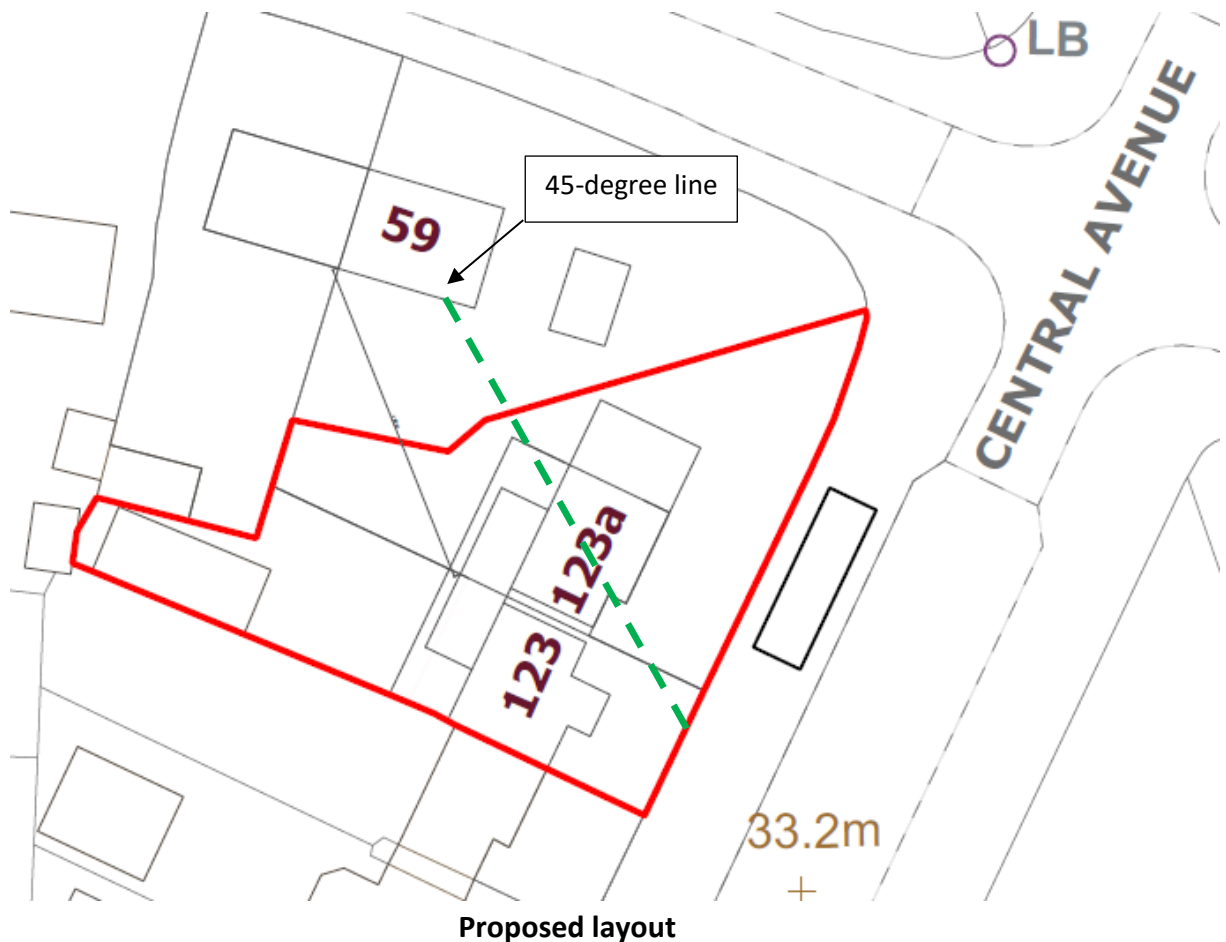 LB
CENTRAL AVENUE
45-degree line
59
123a
123
33.2m
Proposed layout